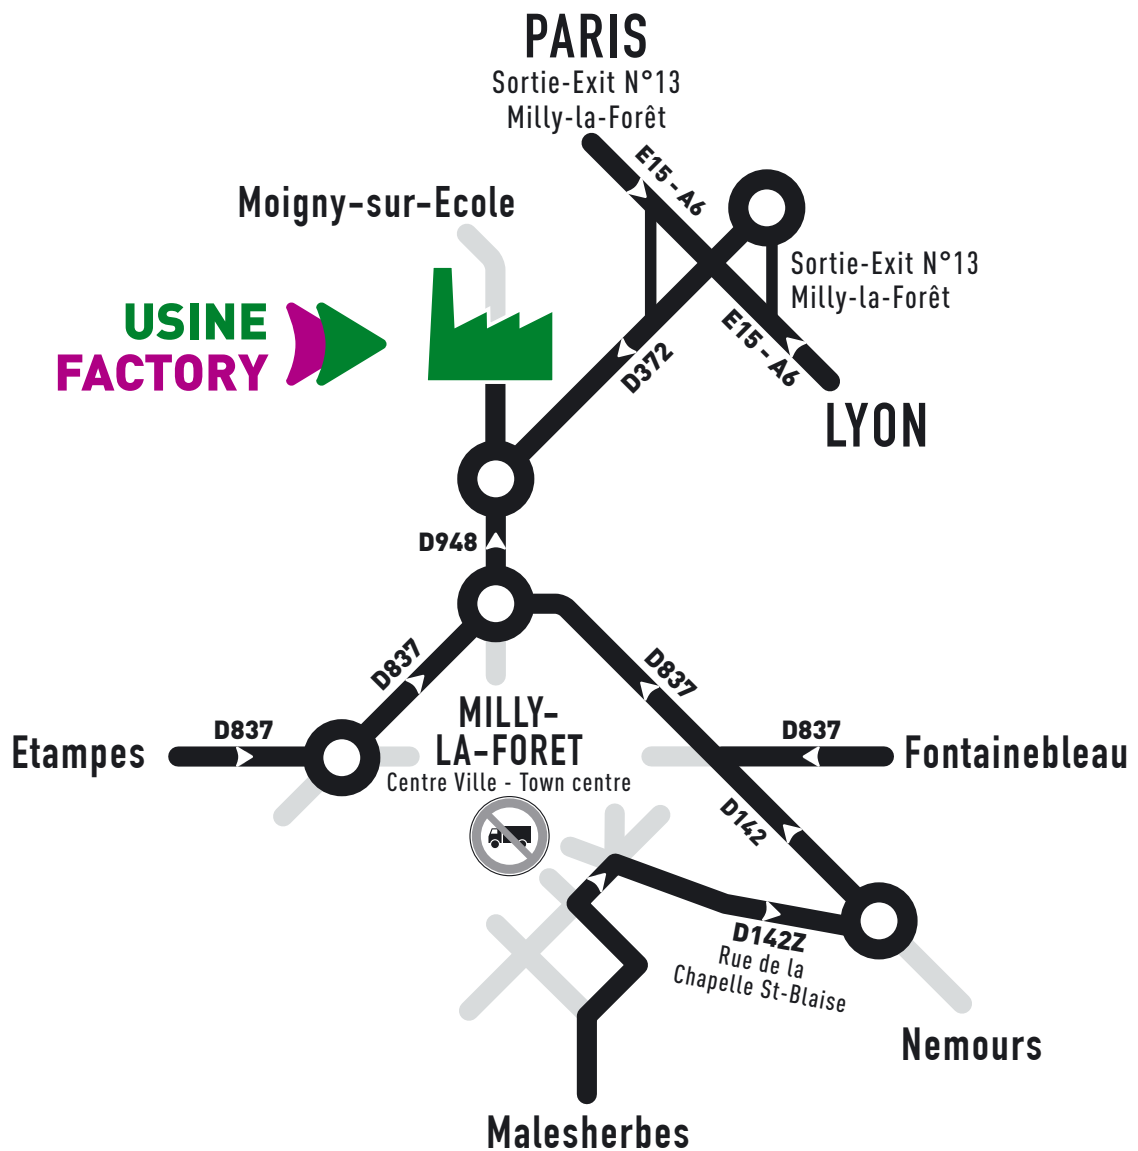 PARIS
Sortie-Exit N°13
Milly-la-Forêt
E15 - A6
Moigny-sur-Ecole
Sortie-Exit N°13
Milly-la-Forêt
USINE
FACTORY
E15 - A6
D372
LYON
D948
D837
D837
MILLY-
LA-FORET
Centre Ville - Town centre
D837
D837
Etampes
Fontainebleau
D142
D142Z
Rue de la
Chapelle St-Blaise
Nemours
Malesherbes